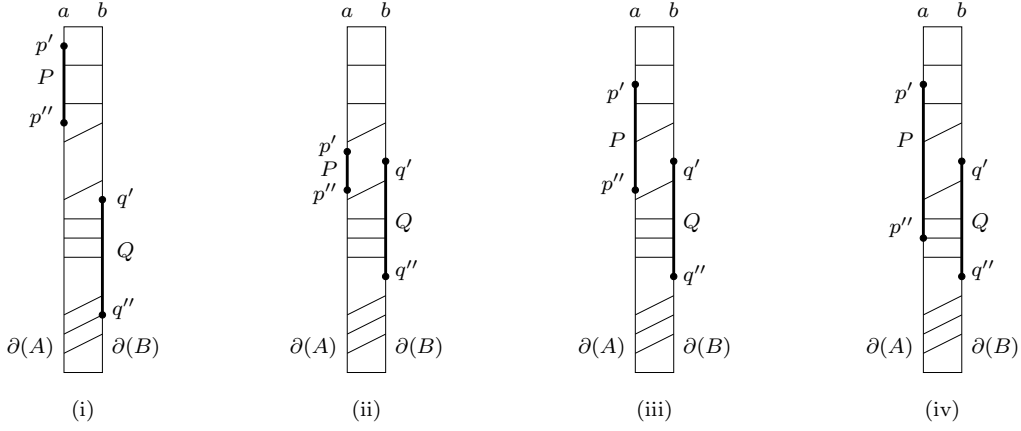 a b a b a b a b
p′ p′ p′
P
p″ p′ P P
q′ q′ q′
P
q′ p″ p″
Q Q Q
Q p″
q″ q″ q″
q″
∂(A) ∂(B) ∂(A) ∂(B) ∂(A) ∂(B) ∂(A) ∂(B)
(i) (ii) (iii) (iv)